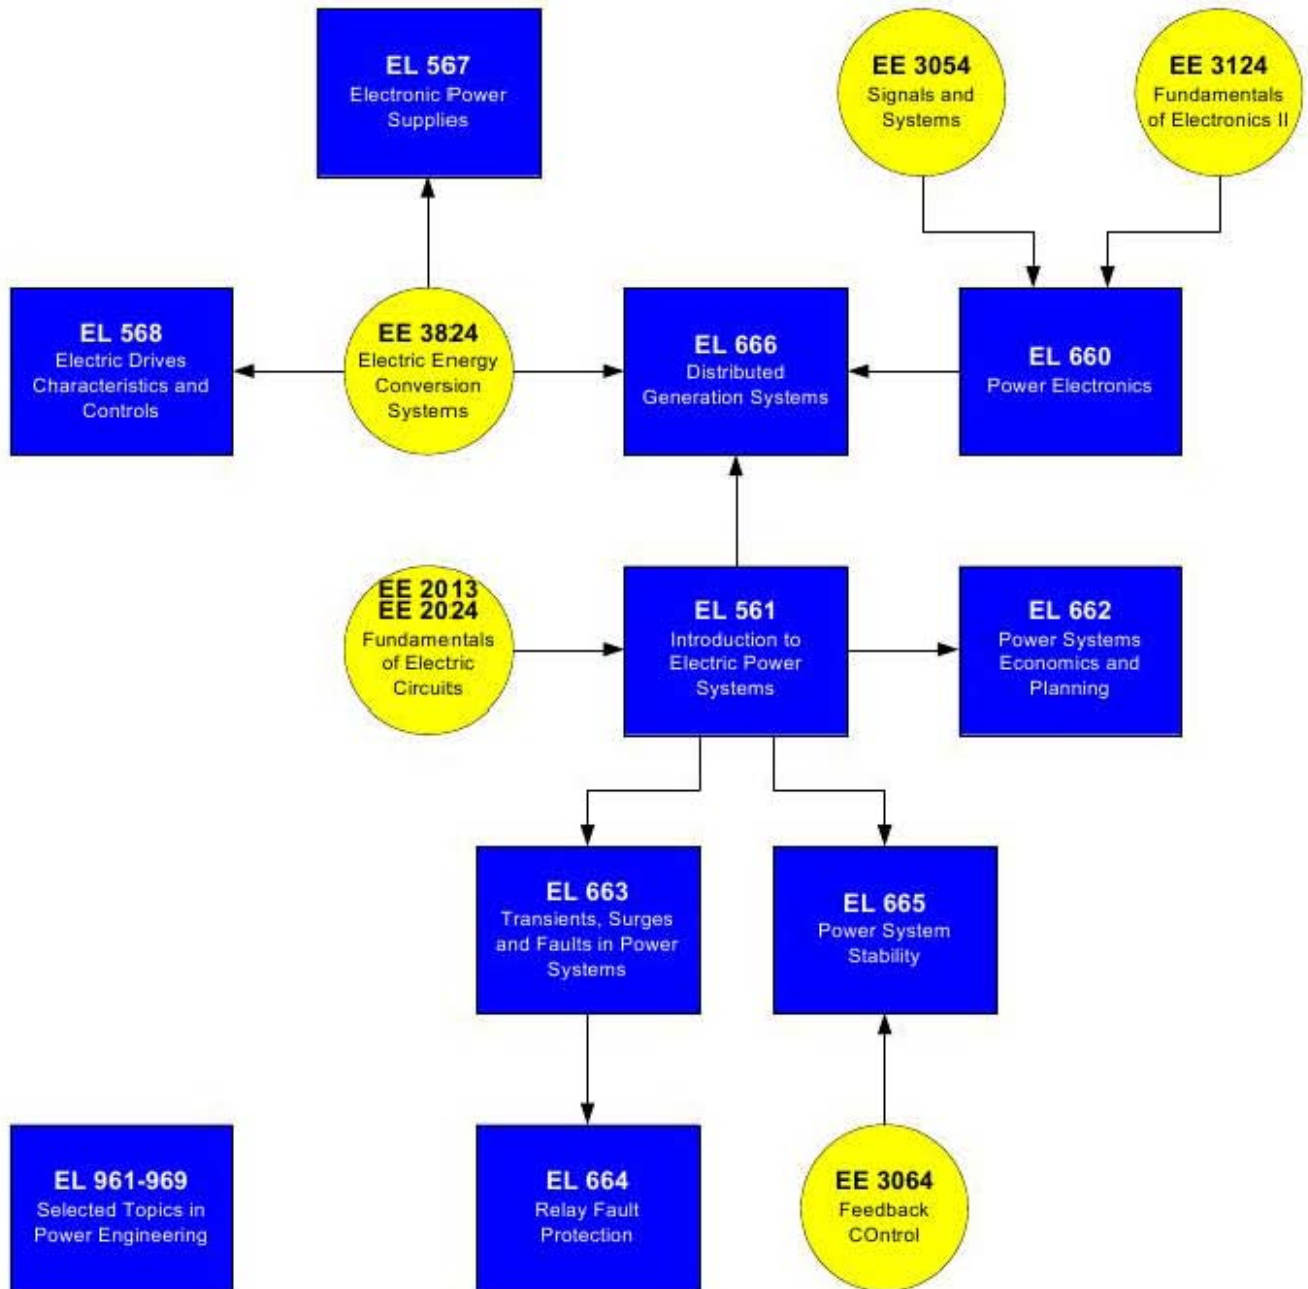 EL 567
Electronic Power
Supplies
EE 3054
Signals and
Systems
EE 3124
Fundamentals
of Electronics II
EL 568
Electric Drives
Characteristics and
Controls
EE 3824
Electric Energy
Conversion
Systems
EL 666
Distributed
Generation Systems
EL 660
Power Electronics
EE 2013
EE 2024
Fundamentals
of Electric
Circuits
EL 561
Introduction to
Electric Power
Systems
EL 662
Power Systems
Economics and
Planning
EL 663
Transients, Surges
and Faults in Power
Systems
EL 665
Power System
Stability
EL 961-969
Selected Topics in
Power Engineering
EL 664
Relay Fault
Protection
EE 3064
Feedback
COntrol